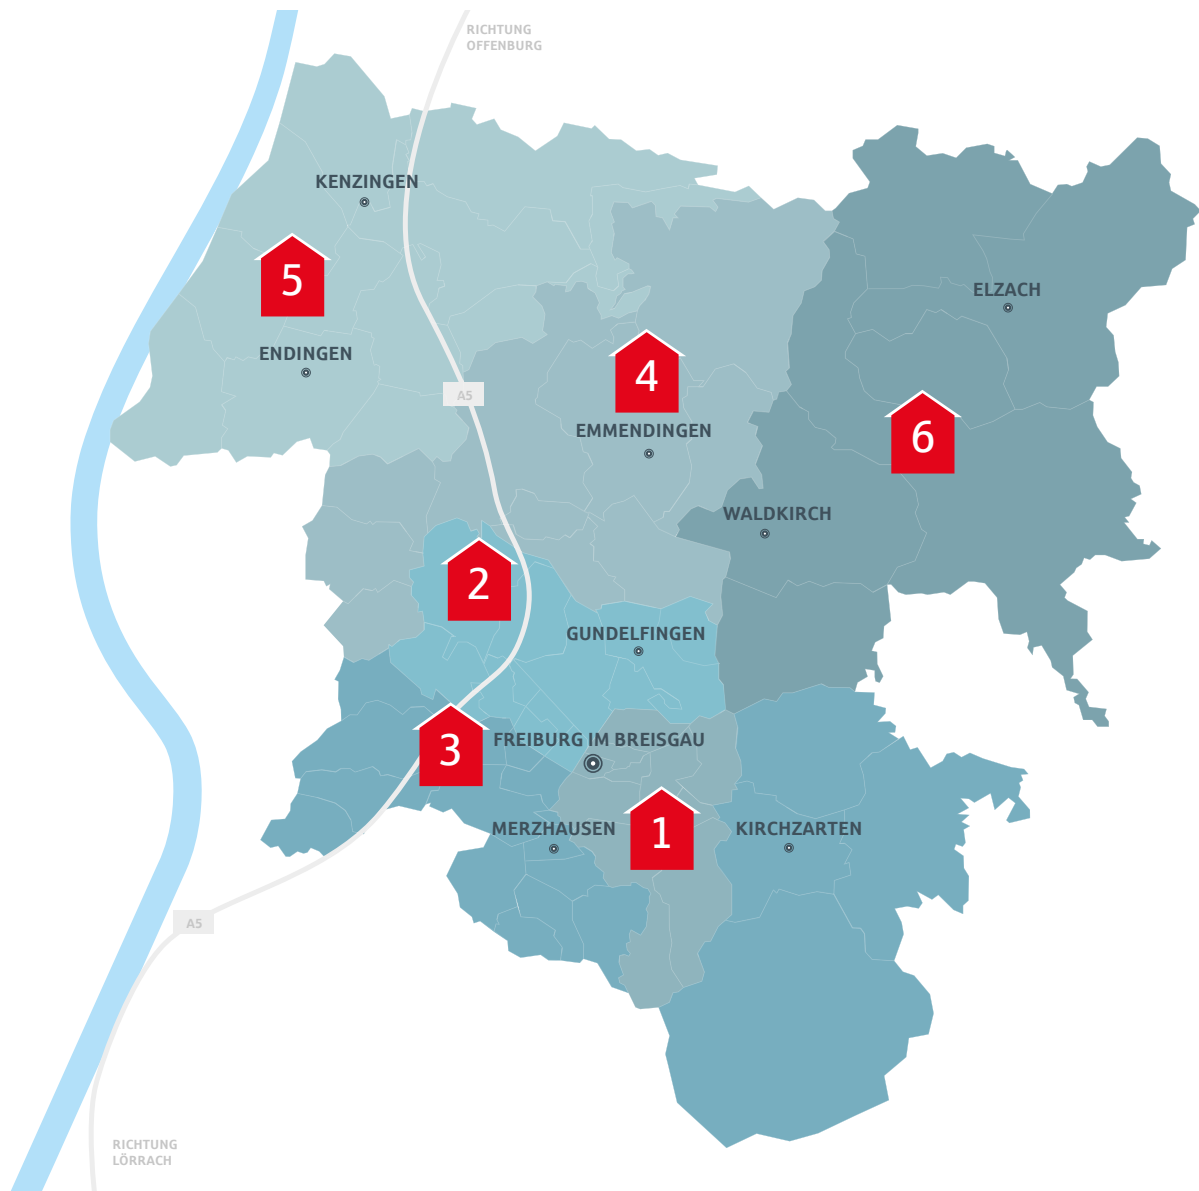 RICHTUNG
OFFENBURG
KENZINGEN
5
ELZACH
ENDINGEN
4
A5
EMMENDINGEN
6
WALDKIRCH
2
GUNDELFINGEN
3
FREIBURG IM BREISGAU
MERZHAUSEN
1
KIRCHZARTEN
A5
RICHTUNG
LÖRRACH